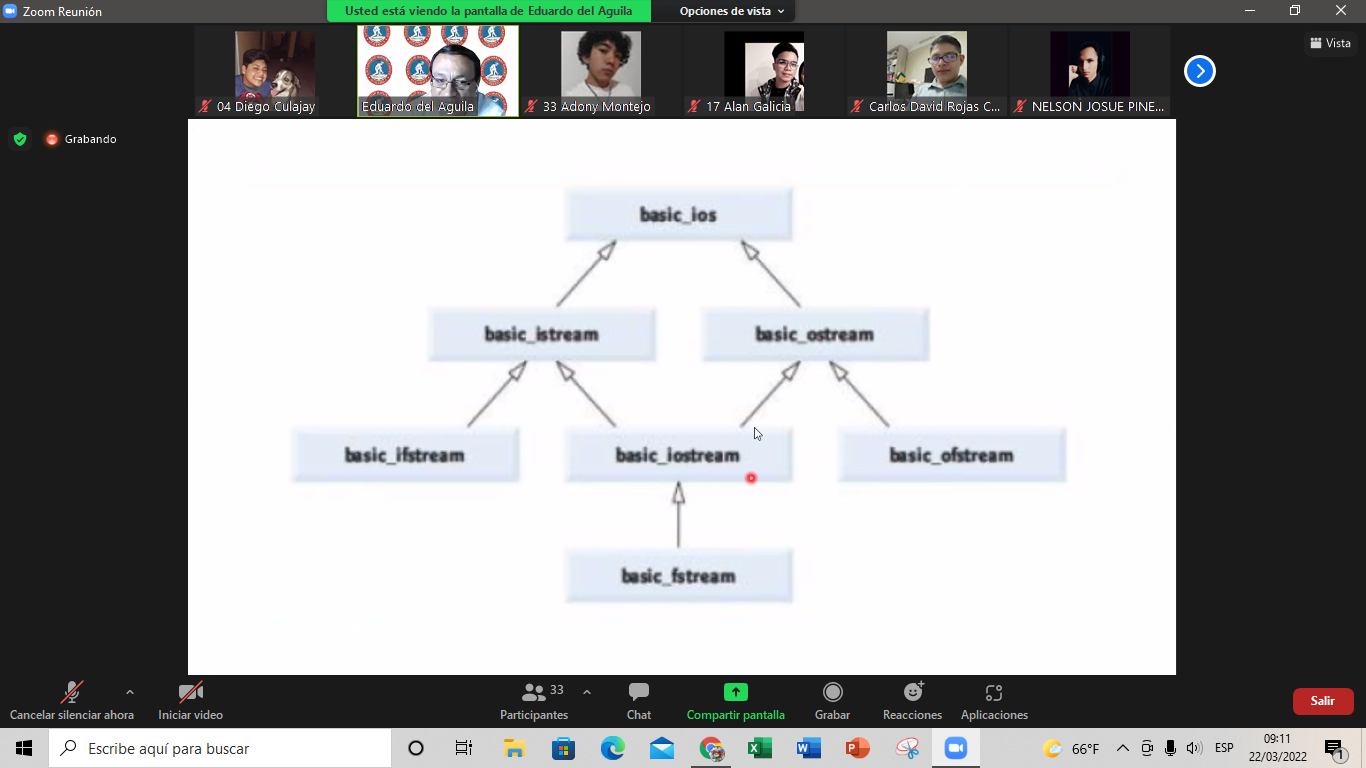 Zoom Reunión
Usted está viendo la pantalla de Eduardo del Aguila
Opciones de vista
Vista
04 Diego Culajay
Eduardo del Aguila
33 Adony Montejo
17 Alan Galicia
Carlos David Rojas C...
NELSON JOSUE PINE...
Grabando
basic_ios
basic_istream
basic_ostream
basic_ifstream
basic_iostream
basic_ofstream
basic_fstream
Cancelar silenciar ahora
Iniciar video
33
Participantes
Chat
Compartir pantalla
Grabar
Reacciones
Aplicaciones
Salir
Escribe aquí para buscar
66°F
ESP
09:11
22/03/2022
1